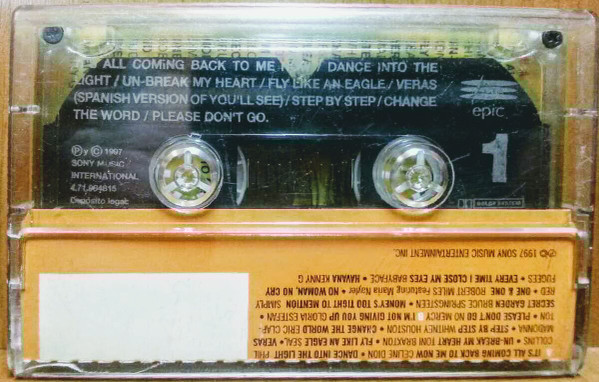 ALL COMING BACK TO ME DANCE INTO THE
LIGHT / UN-BREAK MY HEART / FLY LIKE AN EAGLE / VERAS
(SPANISH VERSION OF YOU'LL SEE) / STEP BY STEP / CHANGE
THE WORD / PLEASE DON'T GO.
epic
1
℗ y © 1997
SONY MUSIC
INTERNATIONAL
4.71.964815
Depósito legal:
DOLBY SYSTEM
• IT'S ALL COMING BACK TO ME NOW CELINE DION • DANCE INTO THE LIGHT PHIL
COLLINS • UN-BREAK MY HEART TONI BRAXTON • FLY LIKE AN EAGLE SEAL • VERAS
MADONNA • STEP BY STEP WHITNEY HOUSTON • CHANGE THE WORLD ERIC CLAP-
TON PLEASE DON'T GO NO MERCY I'M NOT GIVING YOU UP GLORIA ESTEFAN
SECRET GARDEN BRUCE SPRINGSTEEN • MONEY'S TOO TIGHT TO MENTION SIMPLY
RED • ONE & ONE ROBERT MILES Featuring Maria Nayler • NO WOMAN, NO CRY
FUGEES • EVERY TIME I CLOSE MY EYES BABYFACE • HAVANA KENNY G
℗© 1997 SONY MUSIC ENTERTAINMENT INC.